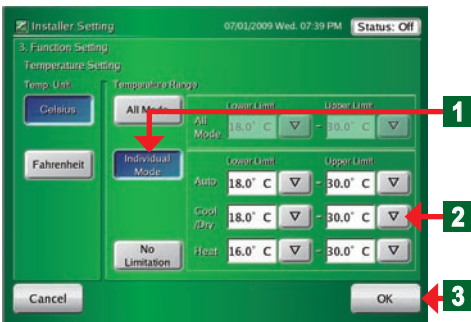 Installer Setting 07/01/2009 Wed. 07:39 PM Status: Off
3. Function Setting
Temperature Setting
Temp. Unit Temperature Range
Celsius All Mode Lower Limit Upper Limit
All Mode 18.0° C ▽ - 30.0° C ▽
1
Fahrenheit Individual Mode Lower Limit Upper Limit
Auto 18.0° C ▽ - 30.0° C ▽
Cool /Dry 18.0° C ▽ - 30.0° C ▽ 2
No Limitation Heat 16.0° C ▽ - 30.0° C ▽
Cancel OK 3